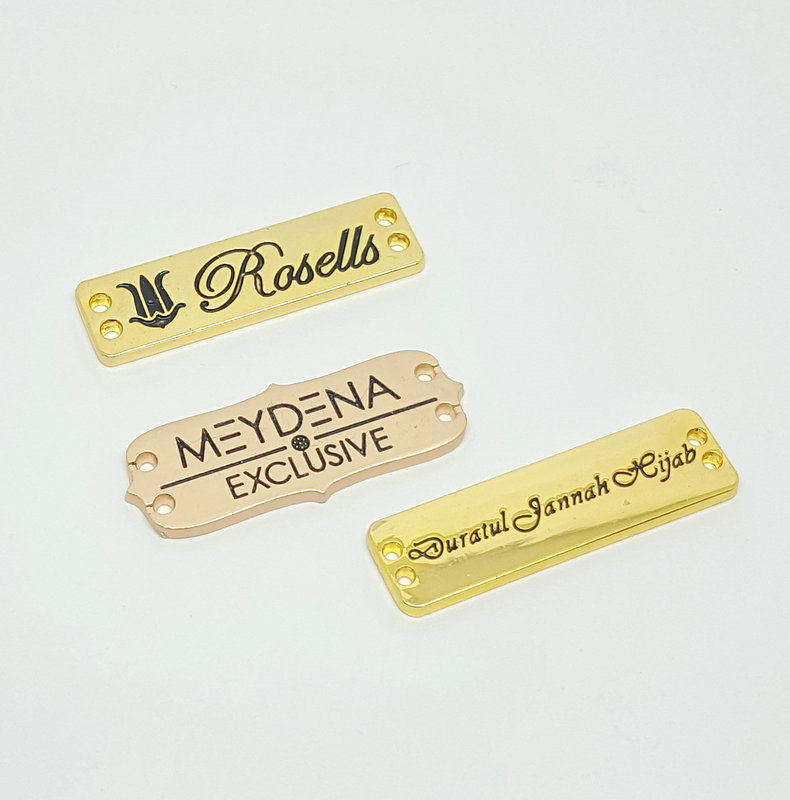 Rosells
MEYDENA
EXCLUSIVE
Duratul Jannah Hijab